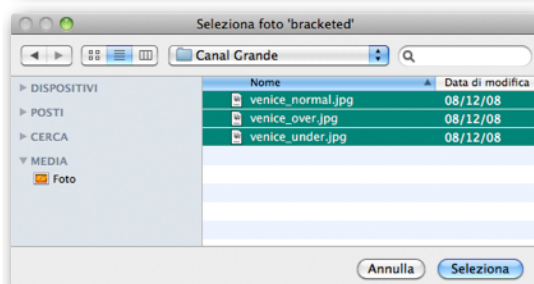 Seleziona foto 'bracketed'
Canal Grande
Nome Data di modifica
DISPOSITIVI
POSTI
CERCA
MEDIA
Foto
venice_normal.jpg 08/12/08
venice_over.jpg 08/12/08
venice_under.jpg 08/12/08
Annulla Seleziona